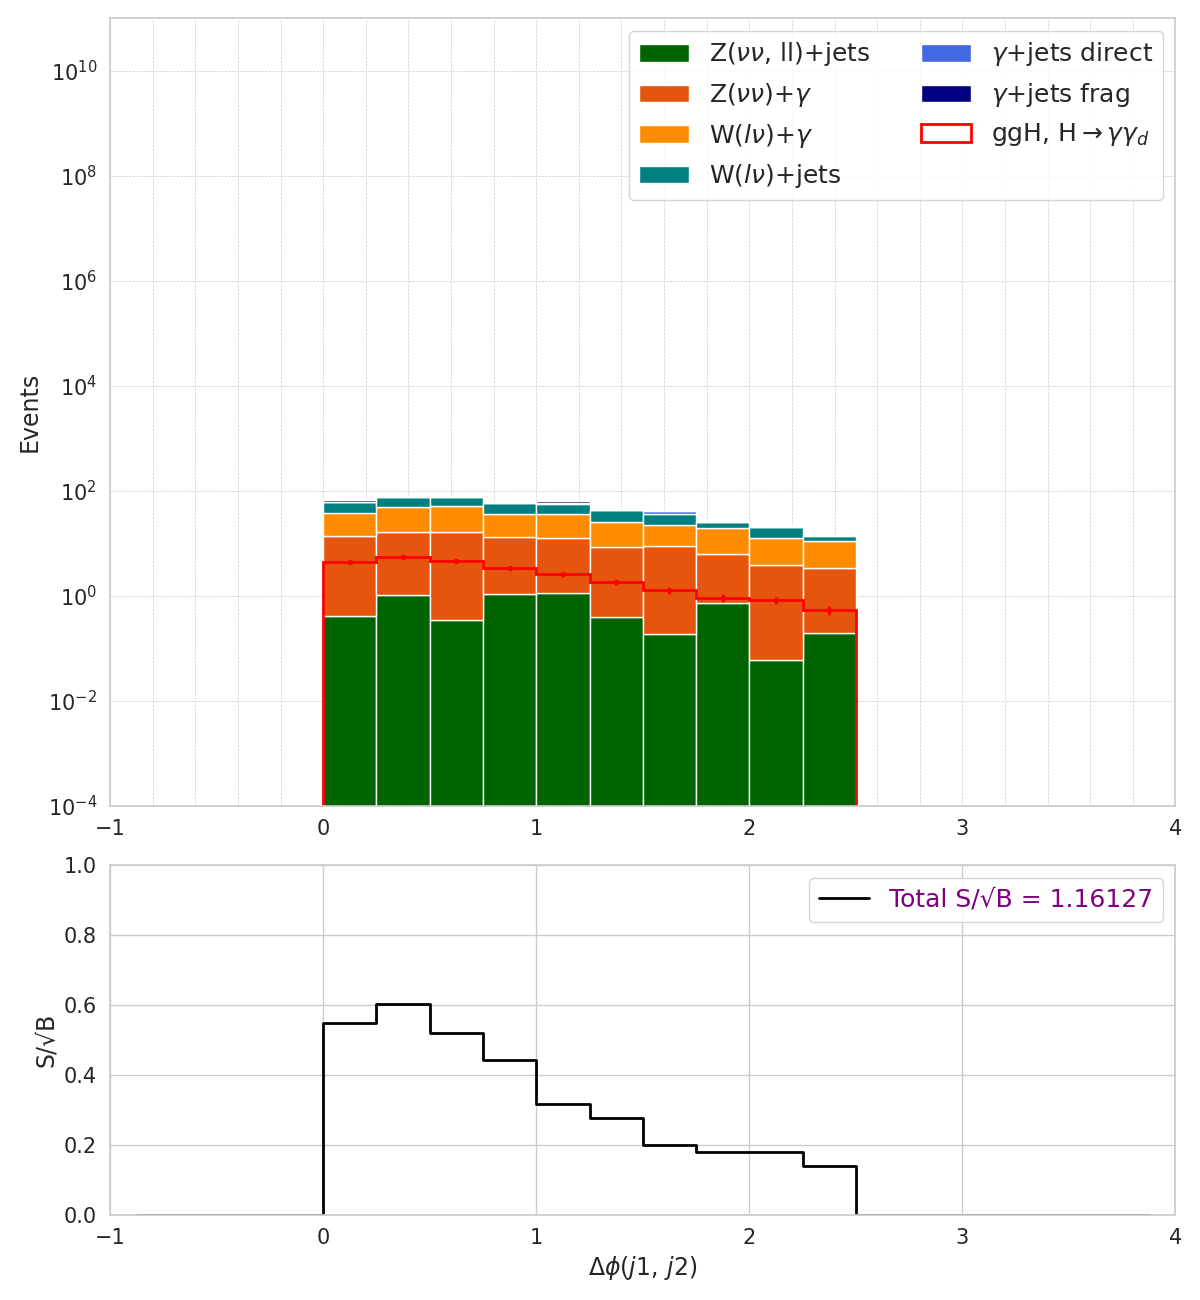 Z(νν, ll)+jets
Z(νν)+γ
W(lν)+γ
W(lν)+jets
γ+jets direct
γ+jets frag
ggH, H→γγ_d
Events
10^10
10^8
10^6
10^4
10^2
10^0
10^−2
10^−4
−1 0 1 2 3 4
Total S/√B = 1.16127
S/√B
1.0
0.8
0.6
0.4
0.2
0.0
−1 0 1 2 3 4
Δϕ(j1, j2)